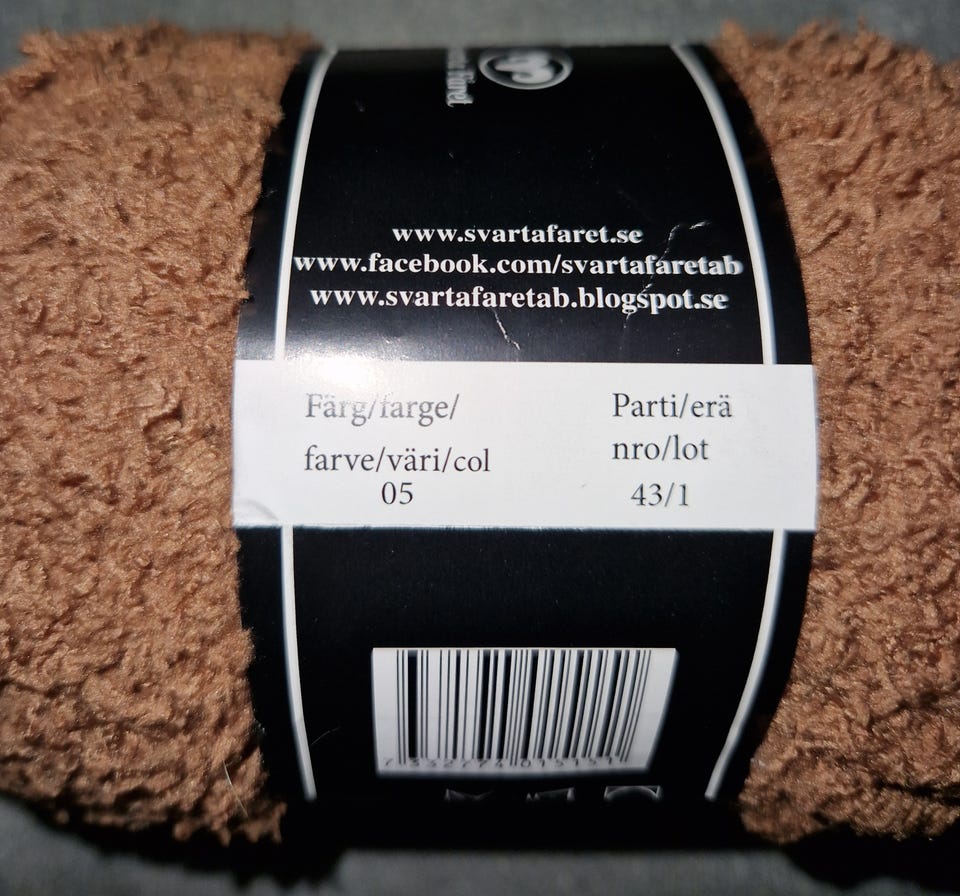 www.svartafaret.se
www.facebook.com/svartafaretab
www.svartafaretab.blogspot.se
Färg/farge/
farve/väri/col
05
Parti/erä
nro/lot
43/1